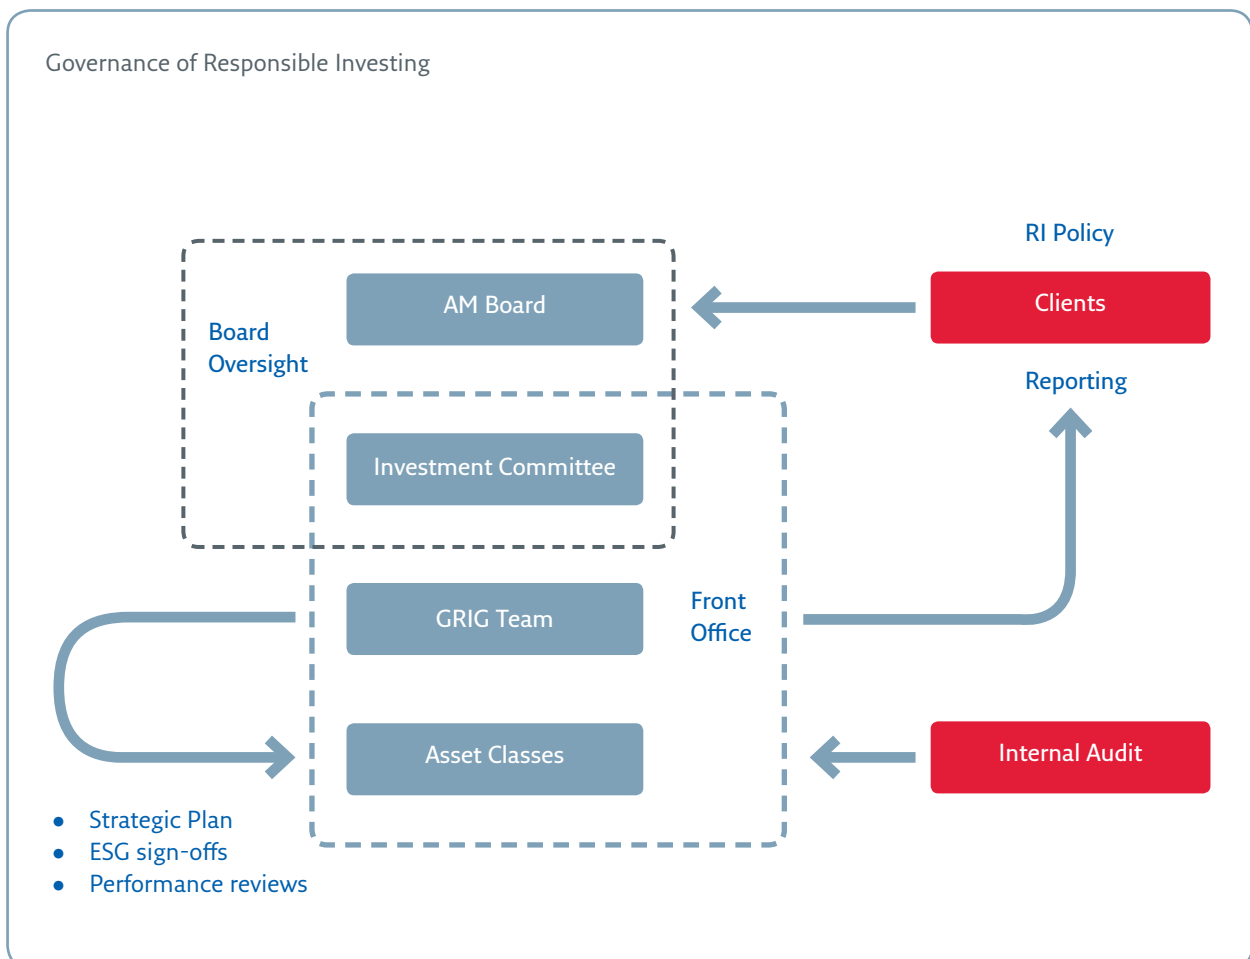 Governance of Responsible Investing
RI Policy
AM Board
Clients
Board
Oversight
Reporting
Investment Committee
GRIG Team
Front
Office
Asset Classes
Internal Audit
• Strategic Plan
• ESG sign-offs
• Performance reviews